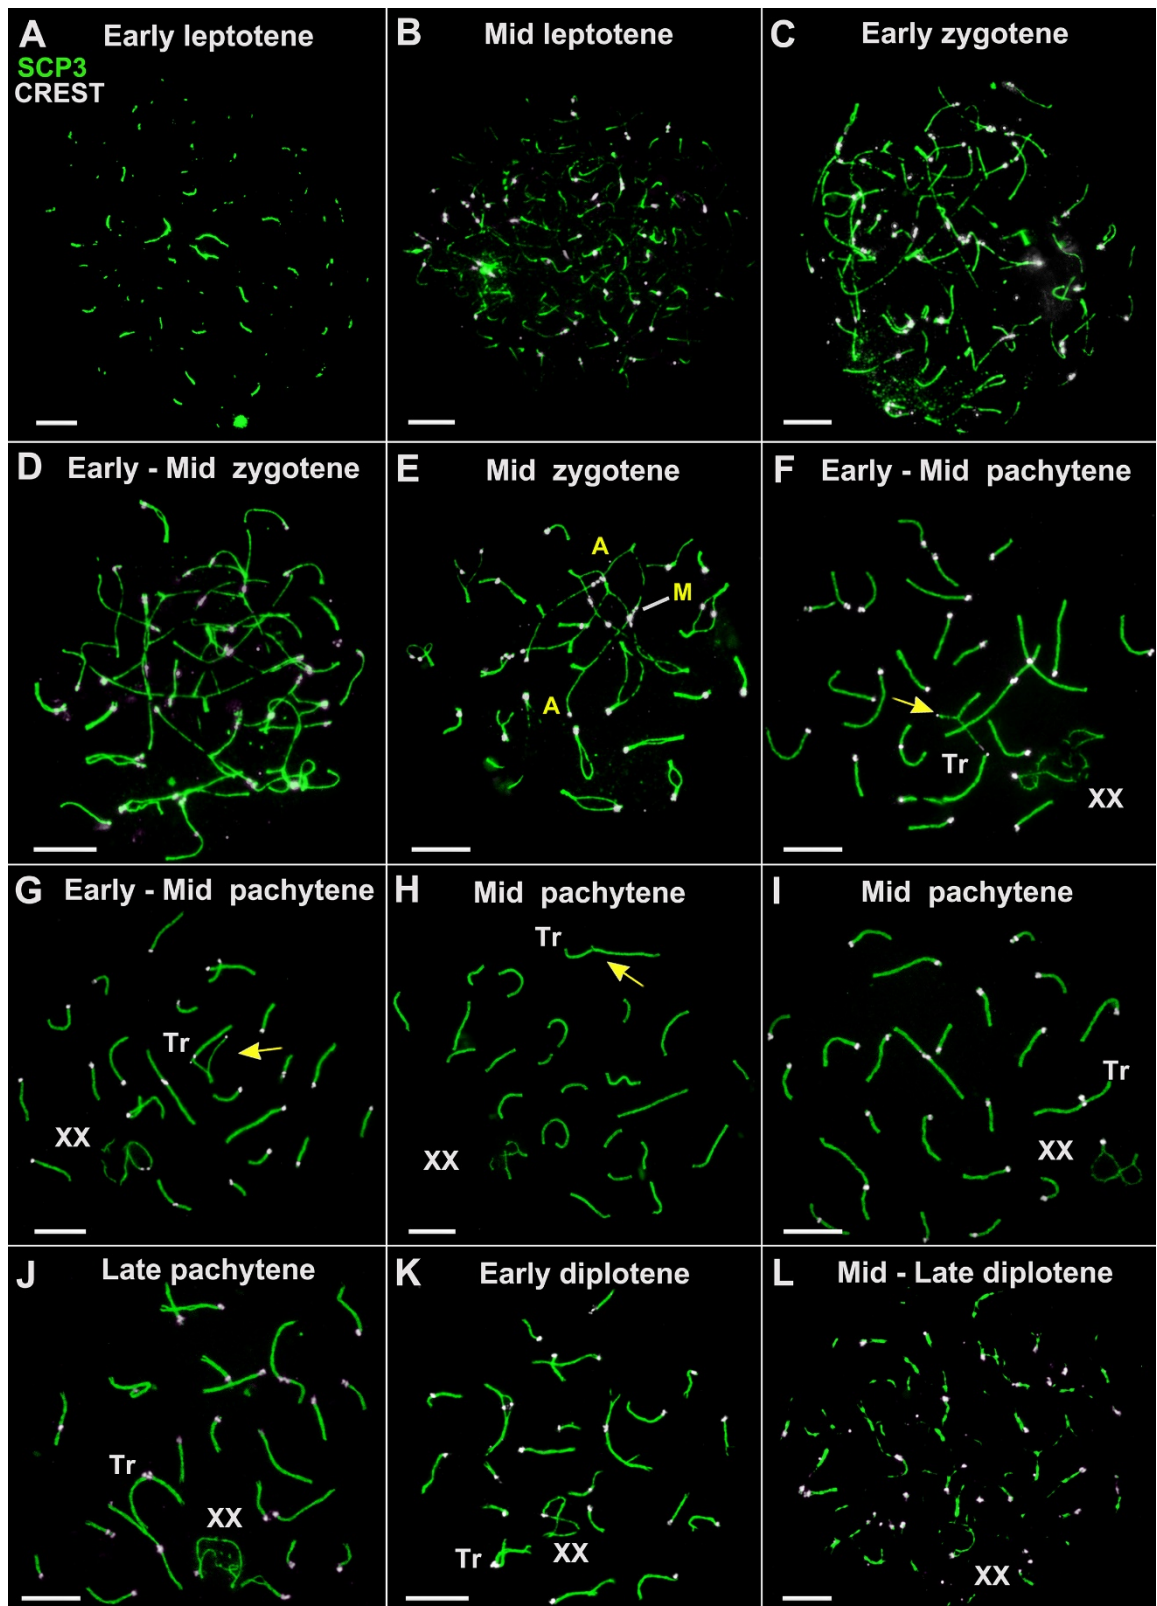 A Early leptotene
SCP3
CREST
B Mid leptotene
C Early zygotene
D Early - Mid zygotene
E Mid zygotene
A
M
A
F Early - Mid pachytene
Tr
XX
G Early - Mid pachytene
Tr
XX
H Mid pachytene
Tr
XX
I Mid pachytene
Tr
XX
J Late pachytene
Tr
XX
K Early diplotene
Tr
XX
L Mid - Late diplotene
XX